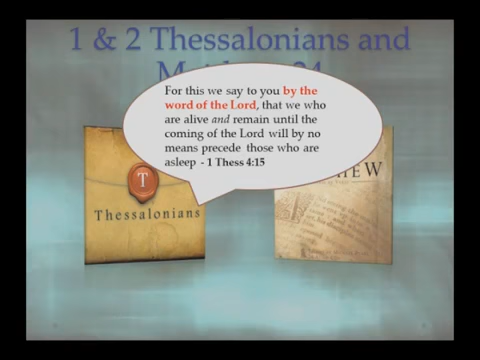 1 & 2 Thessalonians and
For this we say to you by the
word of the Lord, that we who
are alive and remain until the
coming of the Lord will by no
means precede those who are
asleep - 1 Thess 4:15
T
Thessalonians